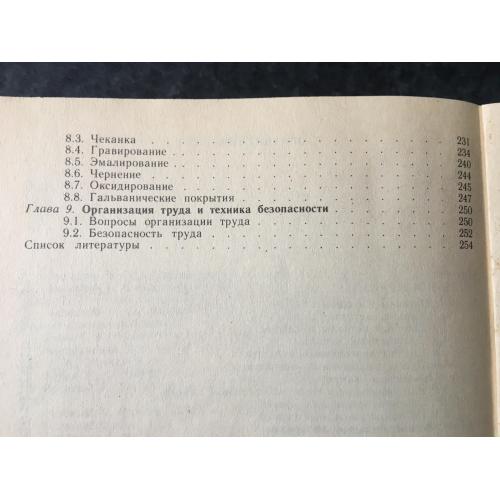 8.3. Чеканка . . . . . . . . . . . . . . 231
8.4. Гравирование . . . . . . . . . . . . . 234
8.5. Эмалирование . . . . . . . . . . . . . 240
8.6. Чернение . . . . . . . . . . . . . . 244
8.7. Оксидирование . . . . . . . . . . . . . 245
8.8. Гальванические покрытия . . . . . . . . . . 247
Глава 9. Организация труда и техника безопасности . . . . . . 250
9.1. Вопросы организации труда . . . . . . . . . 250
9.2. Безопасность труда . . . . . . . . . . . 252
Список литературы . . . . . . . . . . . . . 254